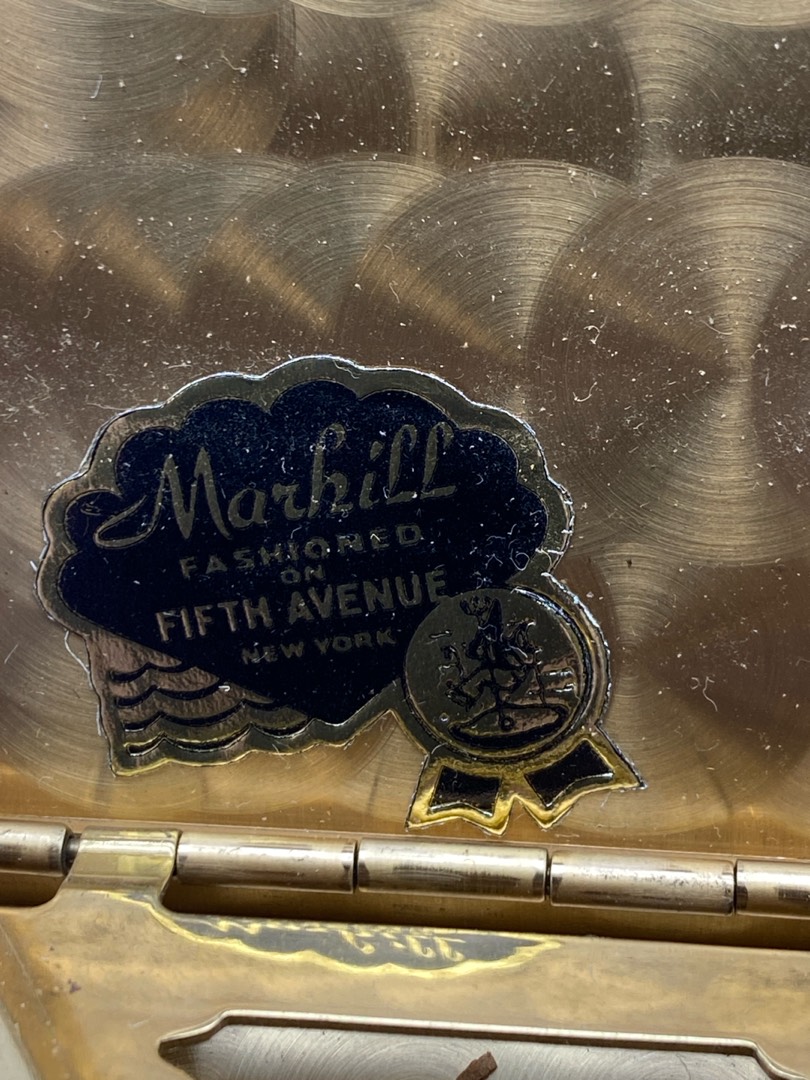 Marhill
FASHIONED
ON
FIFTH AVENUE
NEW YORK